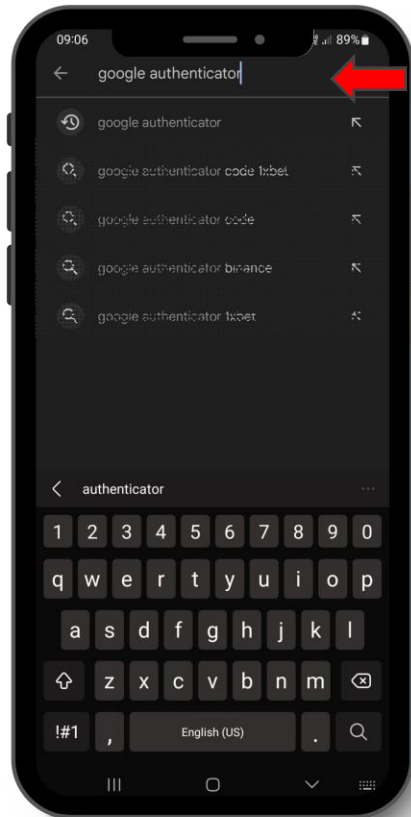 09:06 89%
google authenticator
google authenticator
google authenticator code 1xbet
google authenticator code
google authenticator binance
google authenticator 1xbet
authenticator
1 2 3 4 5 6 7 8 9 0
q w e r t y u i o p
a s d f g h j k l
z x c v b n m
!#1 , English (US) .